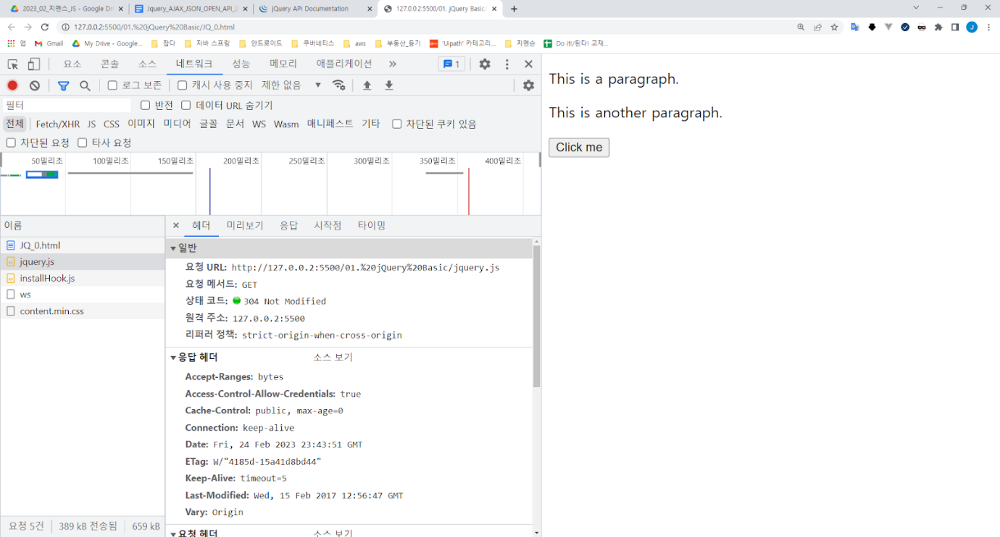 2023_02_지멘스_JS - Google Dri
Jquery_AJAX_JSON_OPEN_API_2
jQuery API Documentation
127.0.0.2:5500/01. jQuery Basic/
127.0.0.2:5500/01.%20jQuery%20Basic/JQ_0.html
앱 Gmail My Drive - Google... 잡다 자바 스프링 안드로이드 쿠버네티스 aws 부동산_등기 'Uipath' 카테고리... 지멘슨 Do it!/된다! 교재...
요소 콘솔 소스 네트워크 성능 메모리 애플리케이션 » 1
로그 보존 캐시 사용 중지 제한 없음
필터 반전 데이터 URL 숨기기
전체 Fetch/XHR JS CSS 이미지 미디어 글꼴 문서 WS Wasm 매니페스트 기타 차단된 쿠키 있음
차단된 요청 타사 요청
50밀리초 100밀리초 150밀리초 200밀리초 250밀리초 300밀리초 350밀리초 400밀리초
이름
JQ_0.html
jquery.js
installHook.js
ws
content.min.css
요청 5건 389 kB 전송됨 659 kB
× 헤더 미리보기 응답 시작점 타이밍
일반
요청 URL: http://127.0.0.2:5500/01.%20jQuery%20Basic/jquery.js
요청 메서드: GET
상태 코드: 304 Not Modified
원격 주소: 127.0.0.2:5500
리퍼러 정책: strict-origin-when-cross-origin
응답 헤더 소스 보기
Accept-Ranges: bytes
Access-Control-Allow-Credentials: true
Cache-Control: public, max-age=0
Connection: keep-alive
Date: Fri, 24 Feb 2023 23:43:51 GMT
ETag: W/"4185d-15a41d8bd44"
Keep-Alive: timeout=5
Last-Modified: Wed, 15 Feb 2017 12:56:47 GMT
Vary: Origin
요청 헤더 소스 보기
This is a paragraph.
This is another paragraph.
Click me